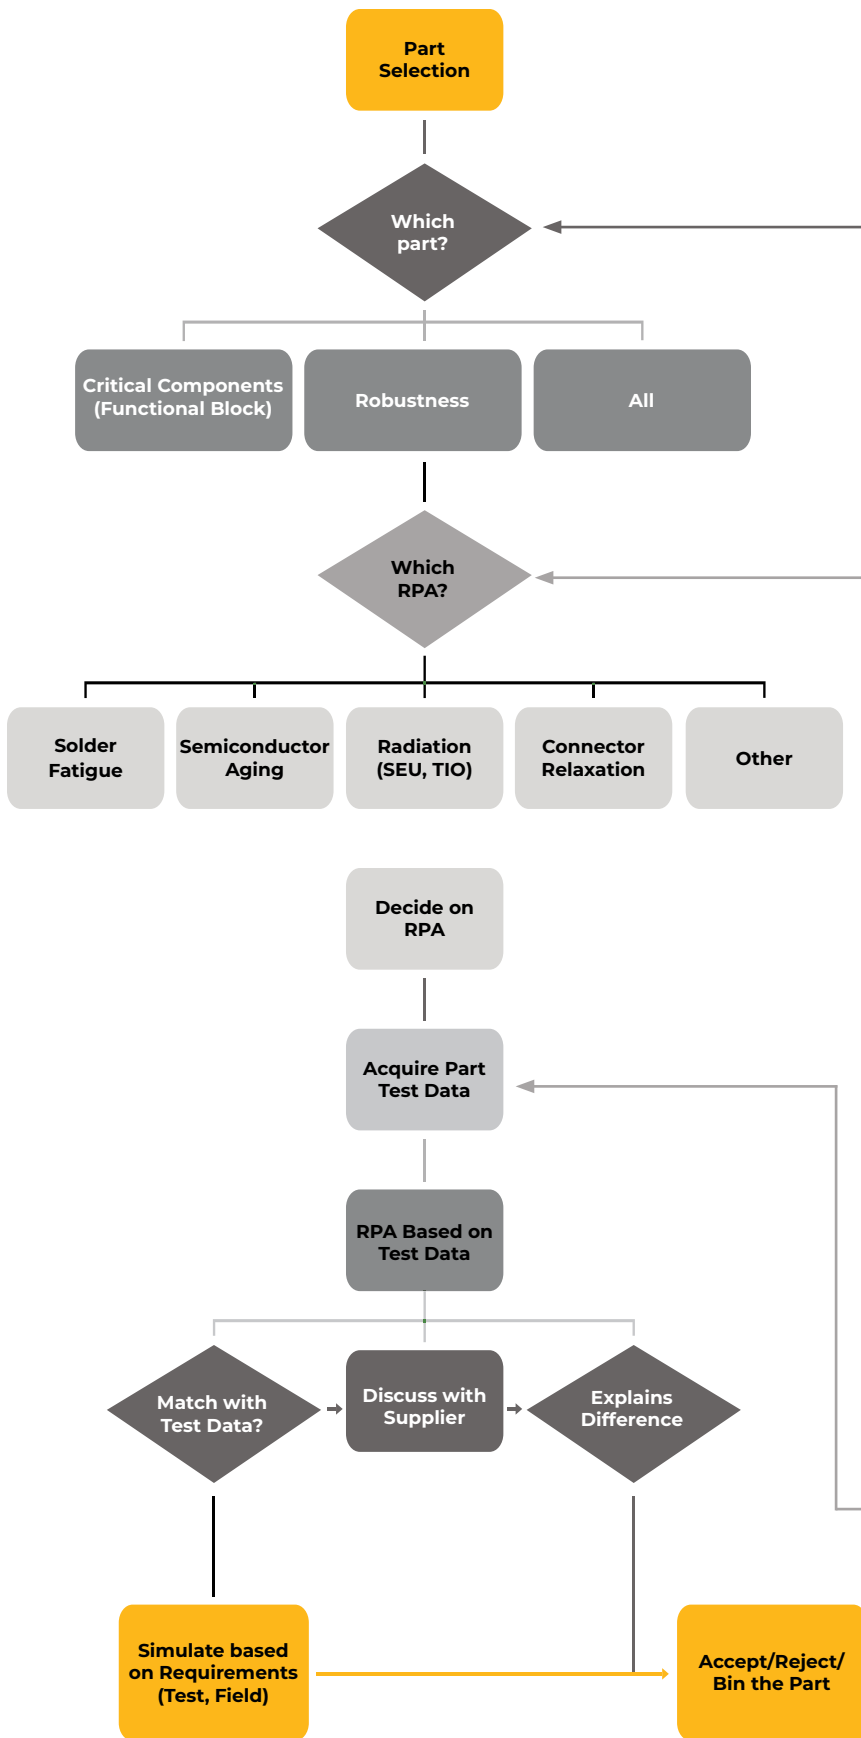 Part
Selection
Which
part?
Critical Components
(Functional Block)
Robustness
All
Which
RPA?
Solder
Fatigue
Semiconductor
Aging
Radiation
(SEU, TIO)
Connector
Relaxation
Other
Decide on
RPA
Acquire Part
Test Data
RPA Based on
Test Data
Match with
Test Data?
Discuss with
Supplier
Explains
Difference
Simulate based
on Requirements
(Test, Field)
Accept/Reject/
Bin the Part